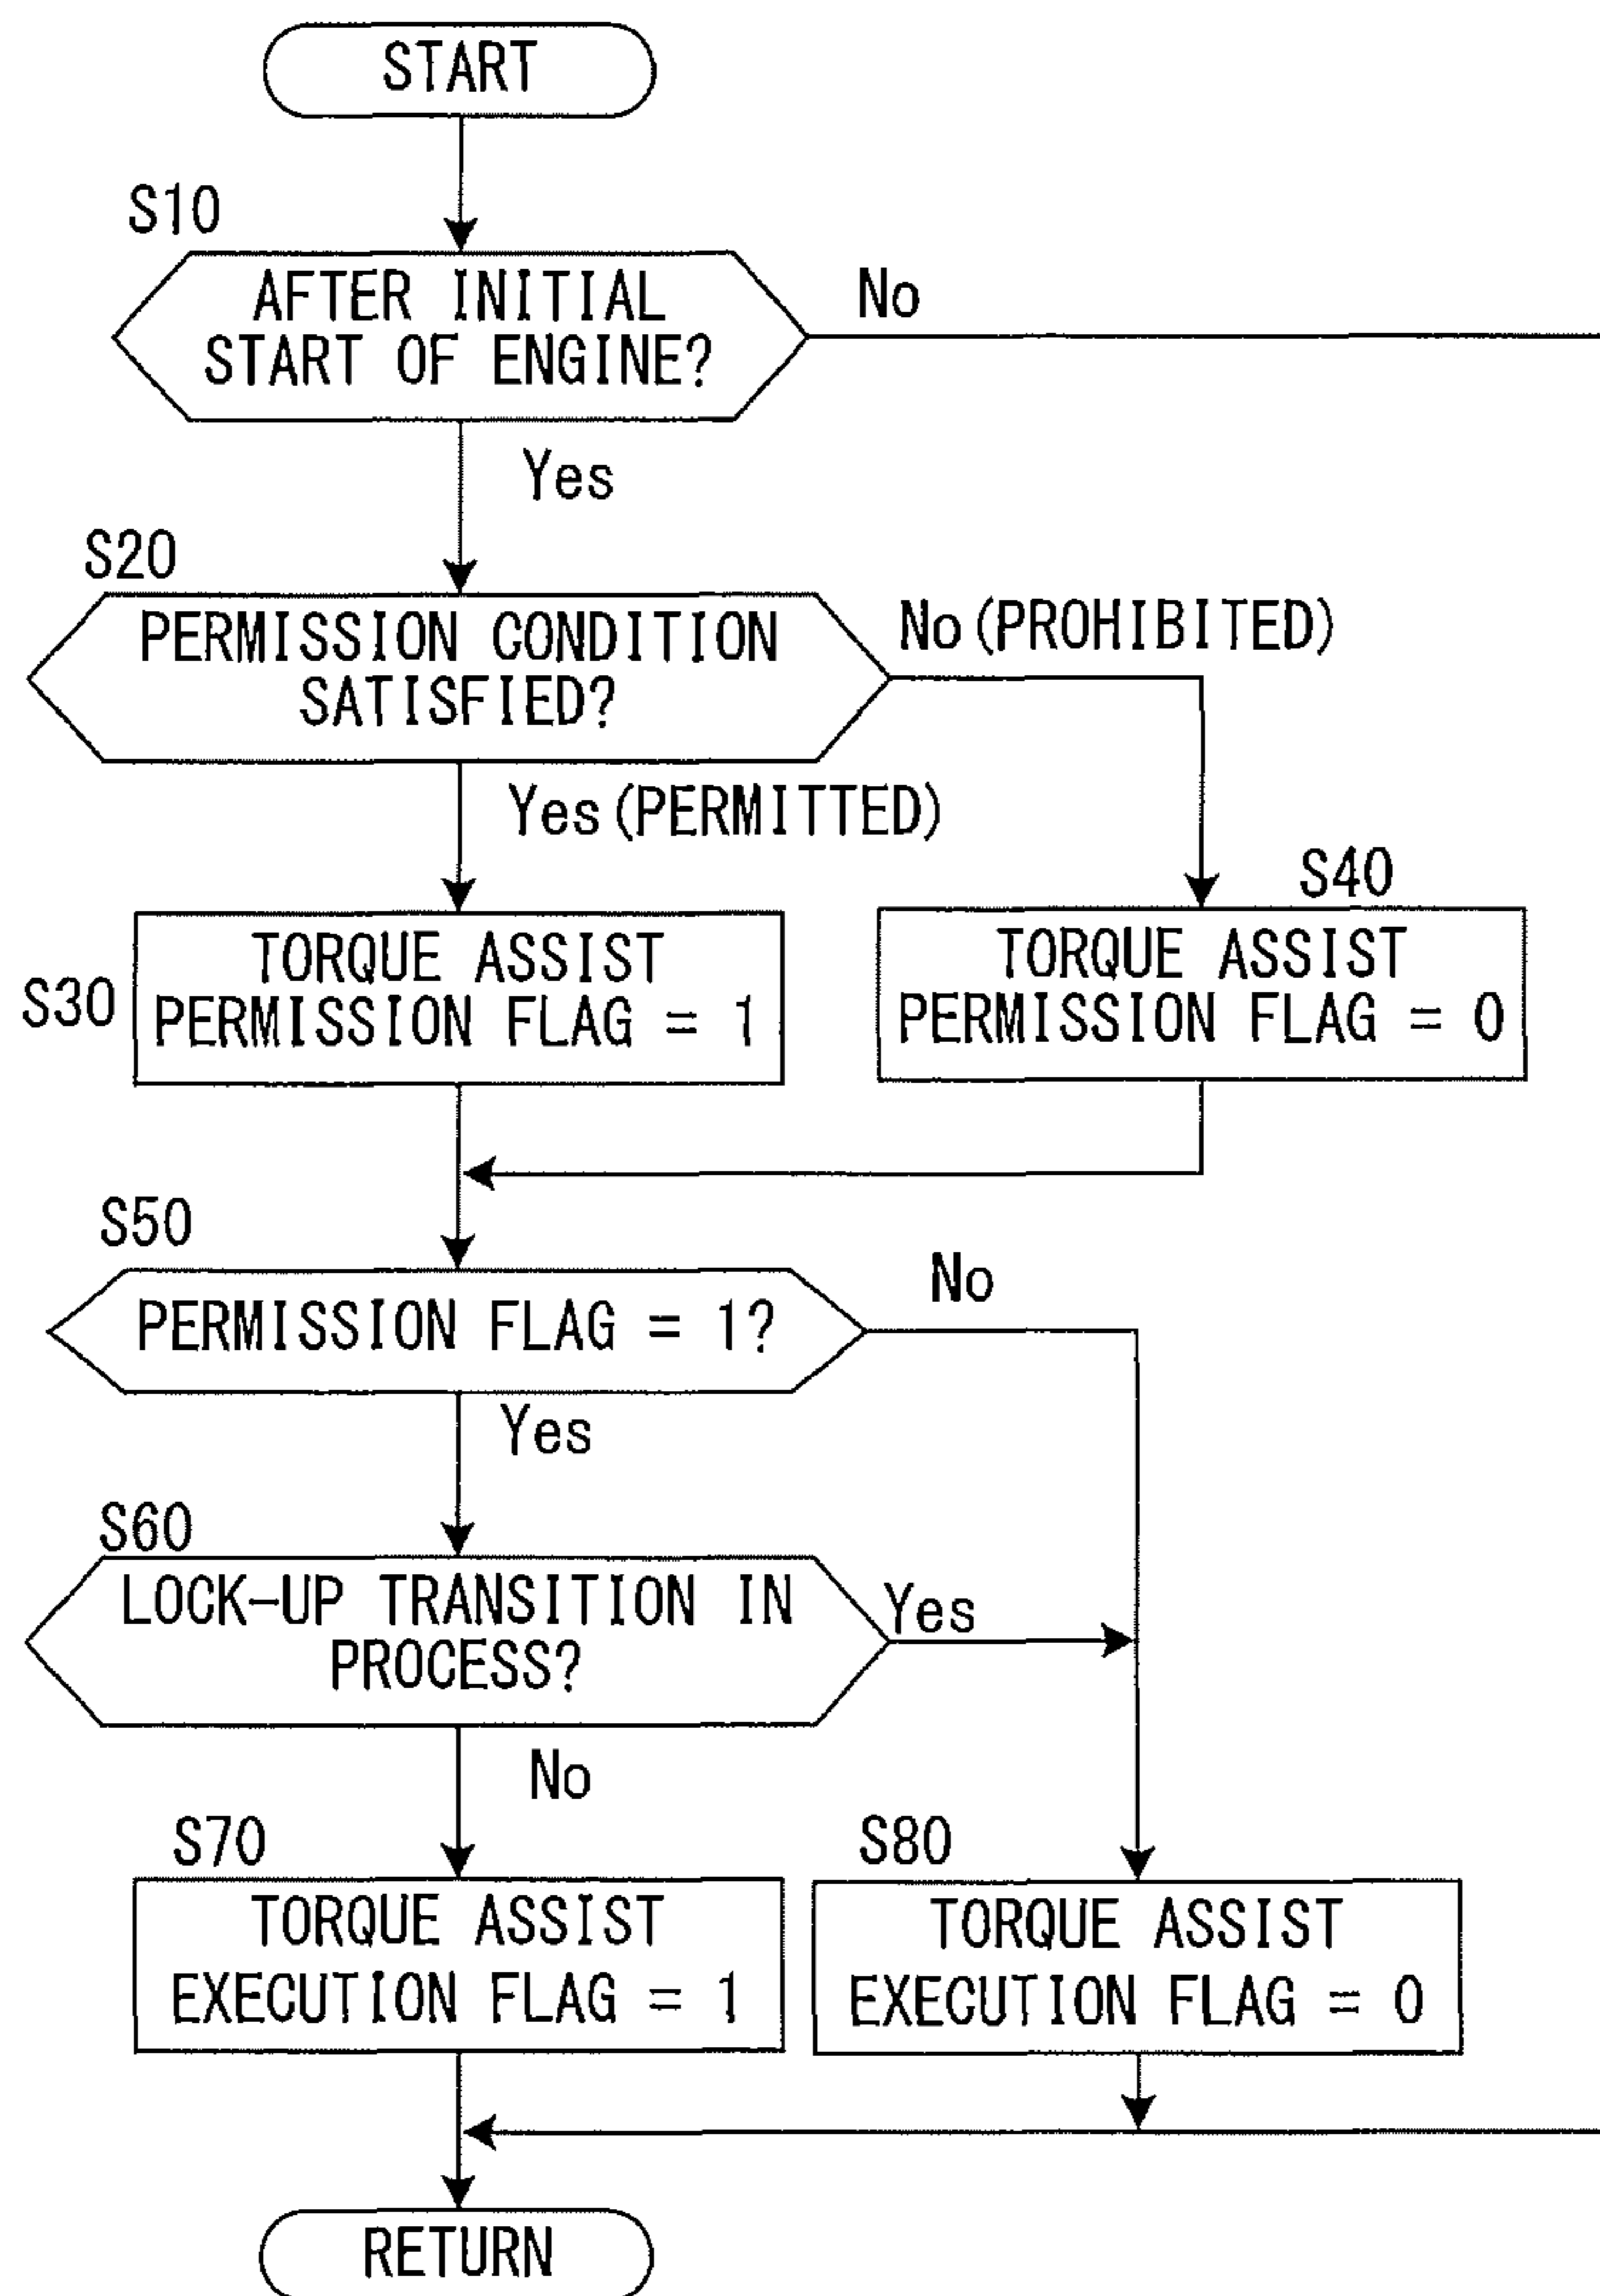 START
S10
AFTER INITIAL
START OF ENGINE?
No
Yes
S20
PERMISSION CONDITION
SATISFIED?
No (PROHIBITED)
Yes (PERMITTED)
S30
TORQUE ASSIST
PERMISSION FLAG = 1
S40
TORQUE ASSIST
PERMISSION FLAG = 0
S50
PERMISSION FLAG = 1?
No
Yes
S60
LOCK-UP TRANSITION IN
PROCESS?
Yes
No
S70
TORQUE ASSIST
EXECUTION FLAG = 1
S80
TORQUE ASSIST
EXECUTION FLAG = 0
RETURN